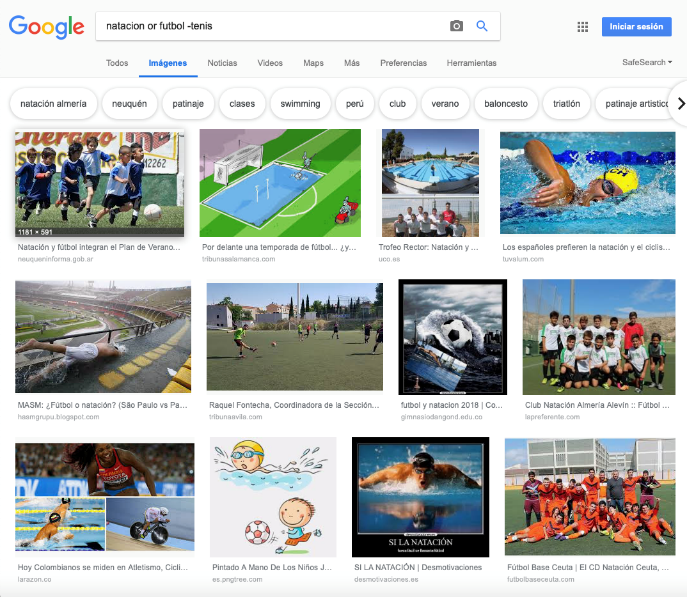 Google
natacion or futbol -tenis
Iniciar sesión
Todos Imágenes Noticias Videos Maps Más Preferencias Herramientas SafeSearch
natación almería neuquén patinaje clases swimming perú club verano baloncesto triatlón patinaje artistico
1181 × 591
Natación y fútbol integran el Plan de Verano...
neuqueninforma.gob.ar
Por delante una temporada de fútbol... ¿y...
tribunasalamanca.com
Trofeo Rector: Natación y ...
uco.es
Los españoles prefieren la natación y el ciclis...
tuvelum.com
MASM: ¿Fútbol o natación? (São Paulo vs Pa...
hasmgrupu.blogspot.com
Raquel Fontecha, Coordinadora de la Sección...
tribunaavila.com
futbol y natacion 2018 | Co...
gimnasiodangond.edu.co
Club Natación Almería Alevín :: Fútbol ...
lapreferente.com
SI LA NATACIÓN
Hoy Colombianos se miden en Atletismo, Cicli...
larazon.co
Pintado A Mano De Los Niños J...
es.pngtree.com
SI LA NATACIÓN | Desmotivaciones
desmotivaciones.es
Fútbol Base Ceuta | El CD Natación Ceuta, ...
futbolbaseceuta.com